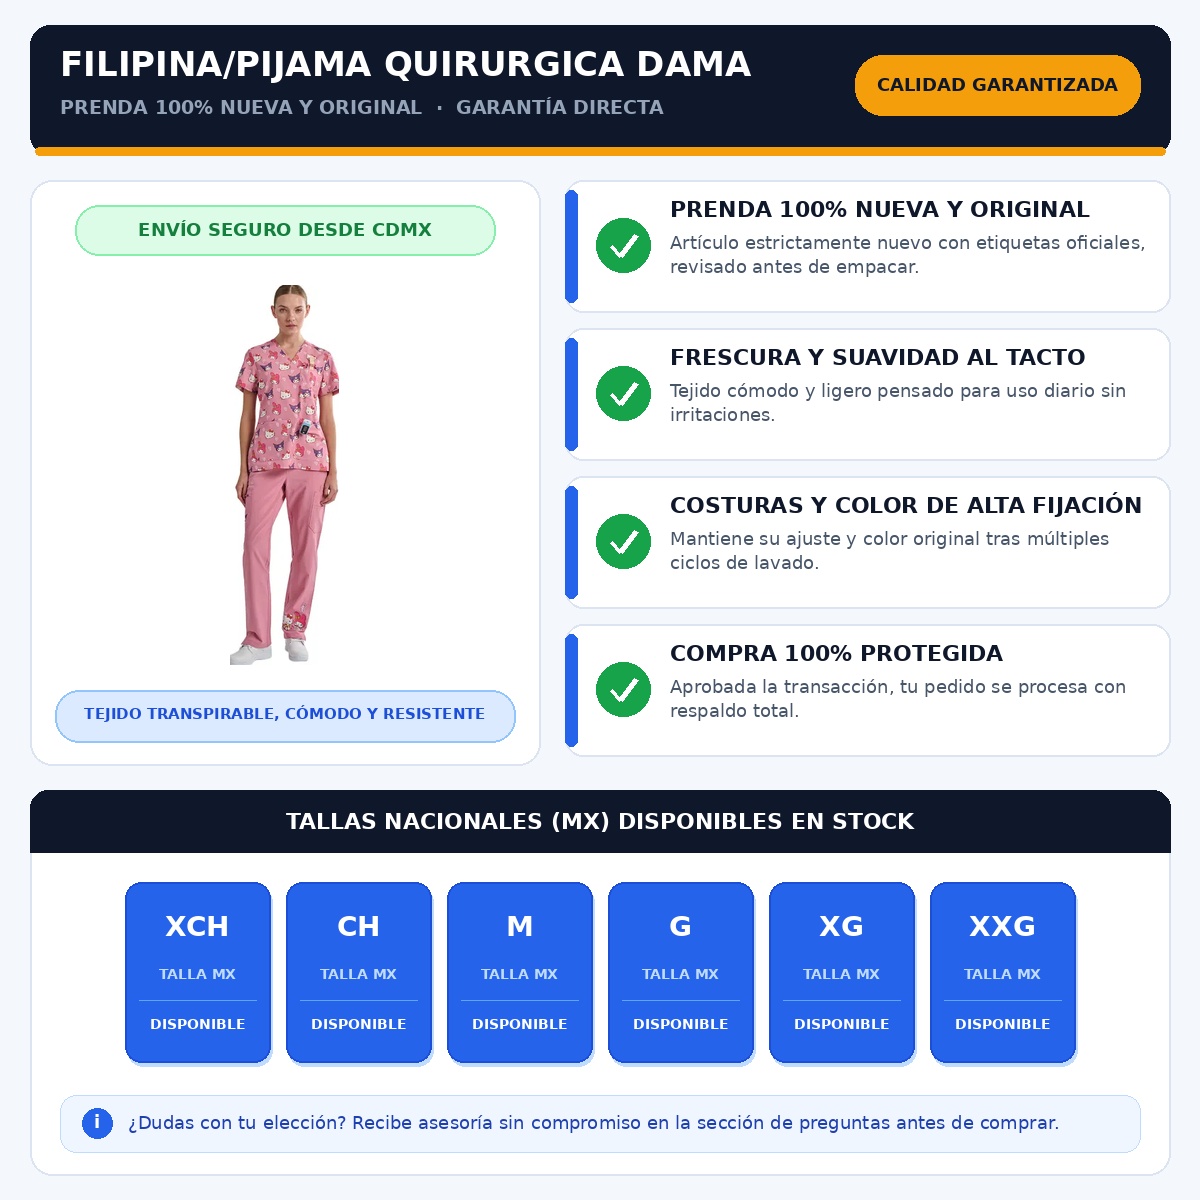 FILIPINA/PIJAMA QUIRURGICA DAMA
PRENDA 100% NUEVA Y ORIGINAL · GARANTÍA DIRECTA
CALIDAD GARANTIZADA
ENVÍO SEGURO DESDE CDMX
TEJIDO TRANSPIRABLE, CÓMODO Y RESISTENTE
PRENDA 100% NUEVA Y ORIGINAL
Artículo estrictamente nuevo con etiquetas oficiales,
revisado antes de empacar.
FRESCURA Y SUAVIDAD AL TACTO
Tejido cómodo y ligero pensado para uso diario sin
irritaciones.
COSTURAS Y COLOR DE ALTA FIJACIÓN
Mantiene su ajuste y color original tras múltiples
ciclos de lavado.
COMPRA 100% PROTEGIDA
Aprobada la transacción, tu pedido se procesa con
respaldo total.
TALLAS NACIONALES (MX) DISPONIBLES EN STOCK
XCH
TALLA MX
DISPONIBLE
CH
TALLA MX
DISPONIBLE
M
TALLA MX
DISPONIBLE
G
TALLA MX
DISPONIBLE
XG
TALLA MX
DISPONIBLE
XXG
TALLA MX
DISPONIBLE
i ¿Dudas con tu elección? Recibe asesoría sin compromiso en la sección de preguntas antes de comprar.